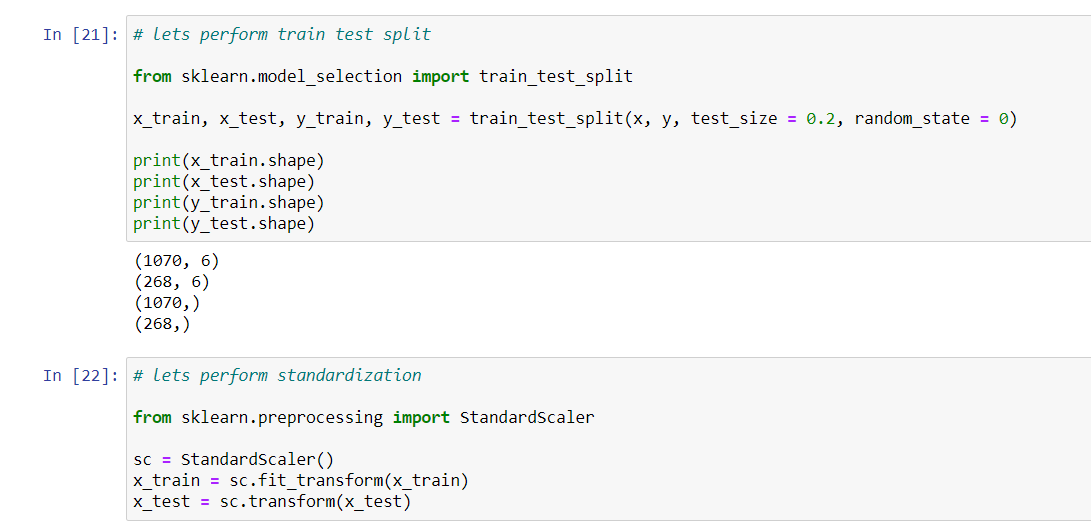 In [21]: # lets perform train test split
from sklearn.model_selection import train_test_split
x_train, x_test, y_train, y_test = train_test_split(x, y, test_size = 0.2, random_state = 0)
print(x_train.shape)
print(x_test.shape)
print(y_train.shape)
print(y_test.shape)
(1070, 6)
(268, 6)
(1070,)
(268,)
In [22]: # lets perform standardization
from sklearn.preprocessing import StandardScaler
sc = StandardScaler()
x_train = sc.fit_transform(x_train)
x_test = sc.transform(x_test)